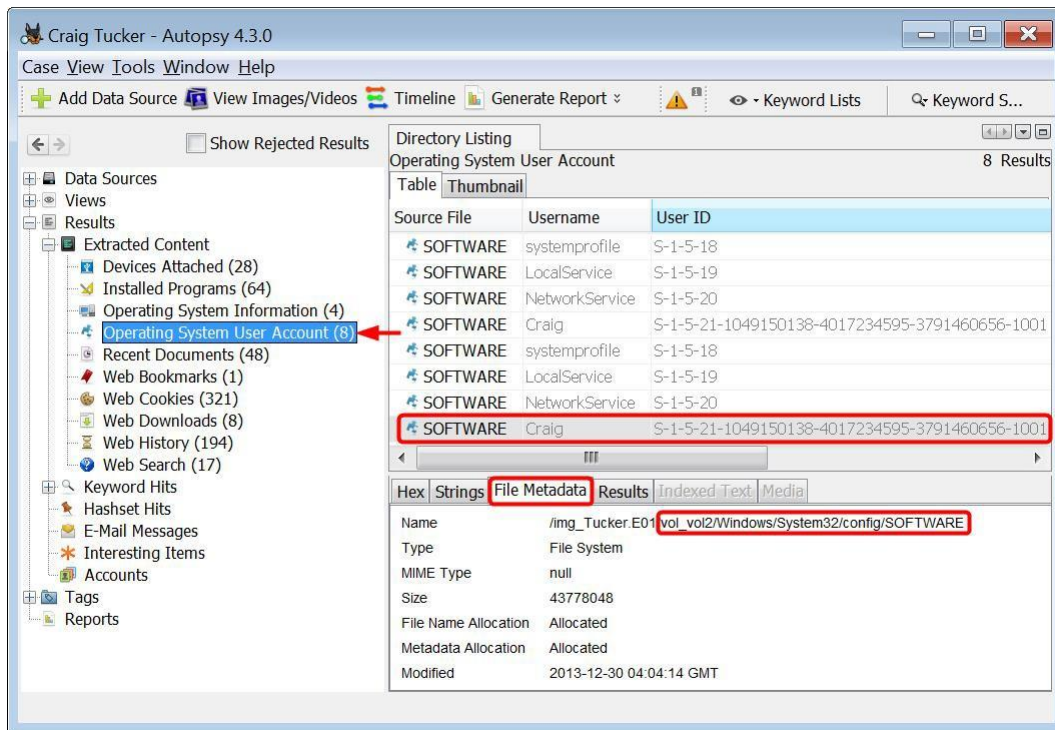 Craig Tucker - Autopsy 4.3.0
Case View Tools Window Help
Add Data Source View Images/Videos Timeline Generate Report Keyword Lists Keyword S...
Show Rejected Results
Data Sources
Views
Results
Extracted Content
Devices Attached (28)
Installed Programs (64)
Operating System Information (4)
Operating System User Account (8)
Recent Documents (48)
Web Bookmarks (1)
Web Cookies (321)
Web Downloads (8)
Web History (194)
Web Search (17)
Keyword Hits
Hashset Hits
E-Mail Messages
Interesting Items
Accounts
Tags
Reports
Directory Listing
Operating System User Account 8 Results
Table Thumbnail
Source File Username User ID
SOFTWARE systemprofile S-1-5-18
SOFTWARE LocalService S-1-5-19
SOFTWARE NetworkService S-1-5-20
SOFTWARE Craig S-1-5-21-1049150138-4017234595-3791460656-1001
SOFTWARE systemprofile S-1-5-18
SOFTWARE LocalService S-1-5-19
SOFTWARE NetworkService S-1-5-20
SOFTWARE Craig S-1-5-21-1049150138-4017234595-3791460656-1001
Hex Strings File Metadata Results Indexed Text Media
Name /img_Tucker.E01/vol_vol2/Windows/System32/config/SOFTWARE
Type File System
MIME Type null
Size 43778048
File Name Allocation Allocated
Metadata Allocation Allocated
Modified 2013-12-30 04:04:14 GMT